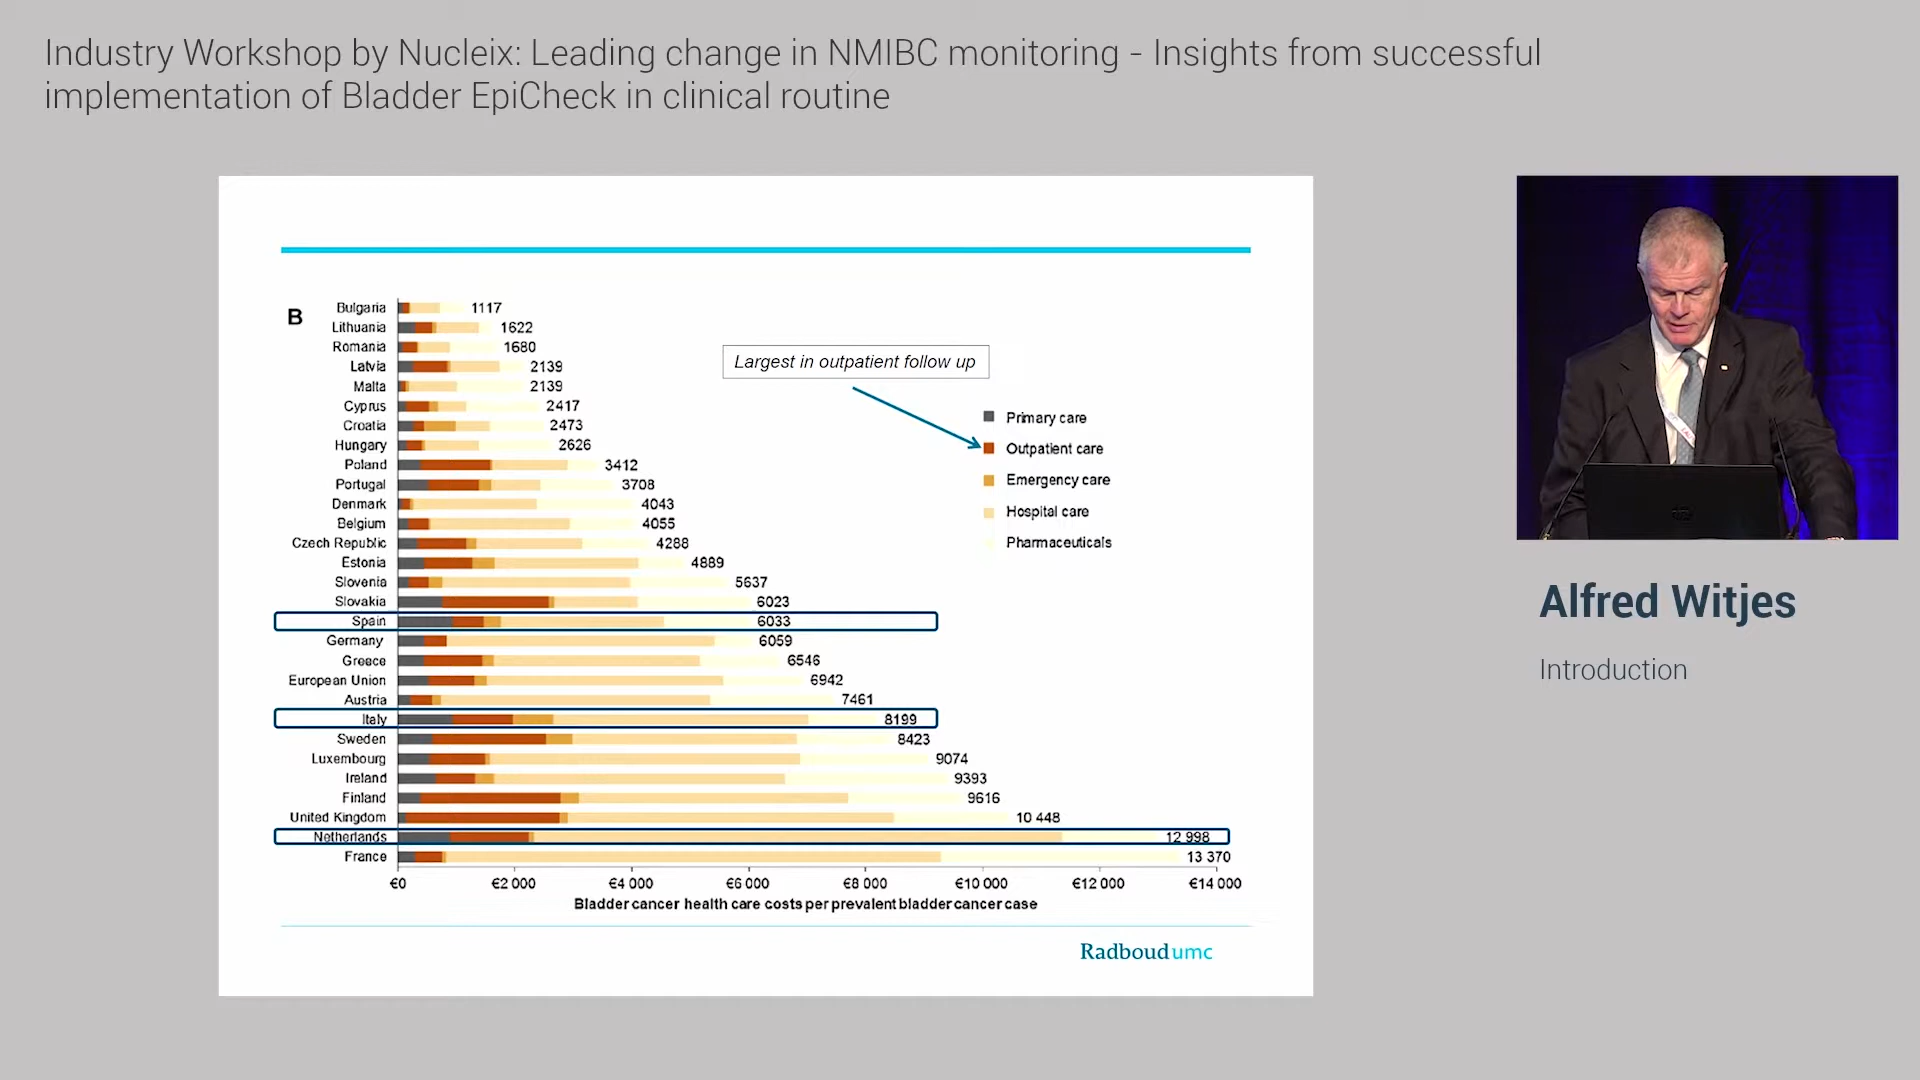 Industry Workshop by Nucleix: Leading change in NMIBC monitoring - Insights from successful
implementation of Bladder EpiCheck in clinical routine
B
Bulgaria 1117
Lithuania 1622
Romania 1680
Latvia 2139
Malta 2139
Cyprus 2417
Croatia 2473
Hungary 2626
Poland 3412
Portugal 3708
Denmark 4043
Belgium 4055
Czech Republic 4288
Estonia 4889
Slovenia 5637
Slovakia 6023
Spain 6033
Germany 6059
Greece 6546
European Union 6942
Austria 7461
Italy 8199
Sweden 8423
Luxembourg 9074
Ireland 9393
Finland 9616
United Kingdom 10 448
Netherlands 12 998
France 13 370
€0 €2 000 €4 000 €6 000 €8 000 €10 000 €12 000 €14 000
Bladder cancer health care costs per prevalent bladder cancer case
Largest in outpatient follow up
Primary care
Outpatient care
Emergency care
Hospital care
Pharmaceuticals
Radboudumc
Alfred Witjes
Introduction